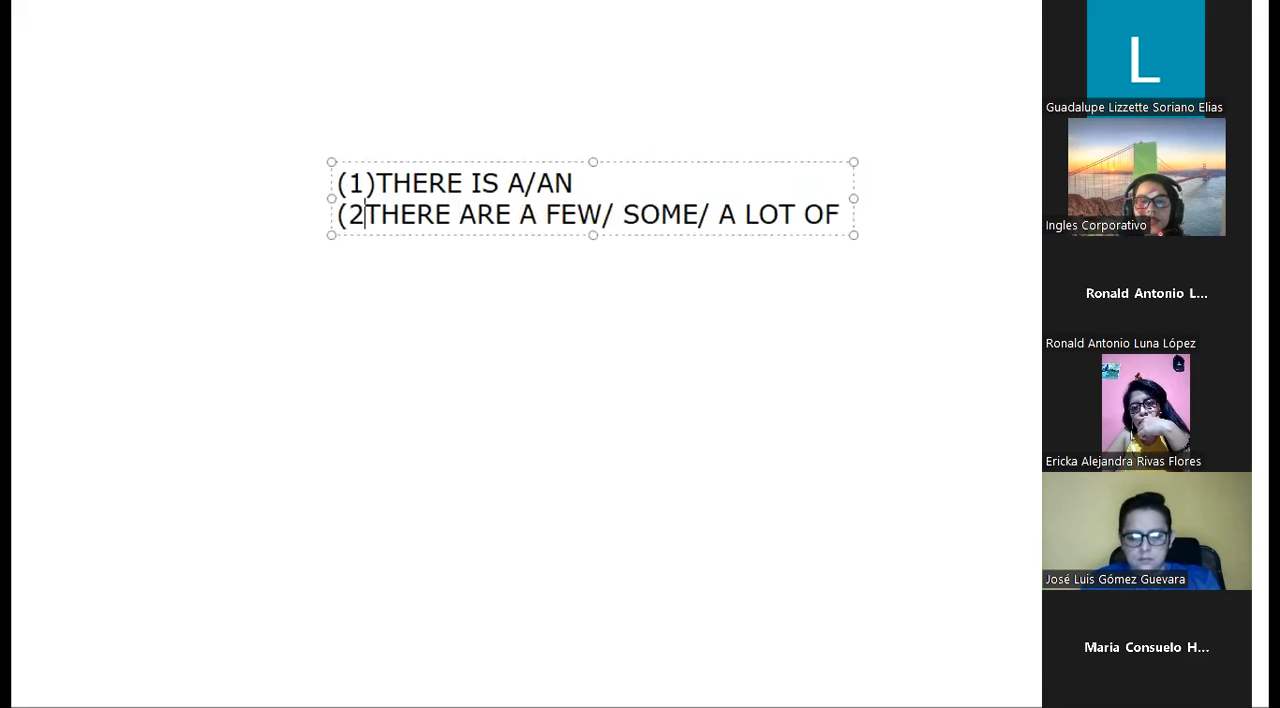 (1)THERE IS A/AN
(2THERE ARE A FEW/ SOME/ A LOT OF
L
Guadalupe Lizzette Soriano Elias
Ingles Corporativo
Ronald Antonio L...
Ronald Antonio Luna López
Ericka Alejandra Rivas Flores
José Luis Gómez Guevara
Maria Consuelo H...